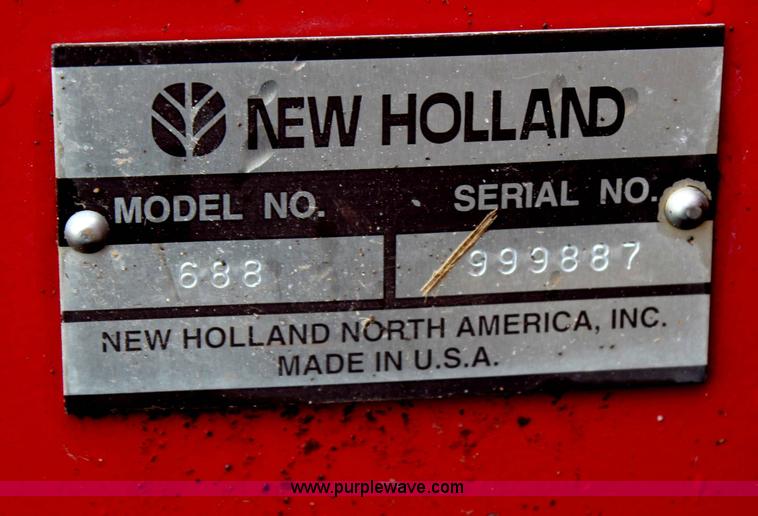 NEW HOLLAND
MODEL NO. SERIAL NO.
688 999887
NEW HOLLAND NORTH AMERICA, INC.
MADE IN U.S.A.
www.purplewave.com